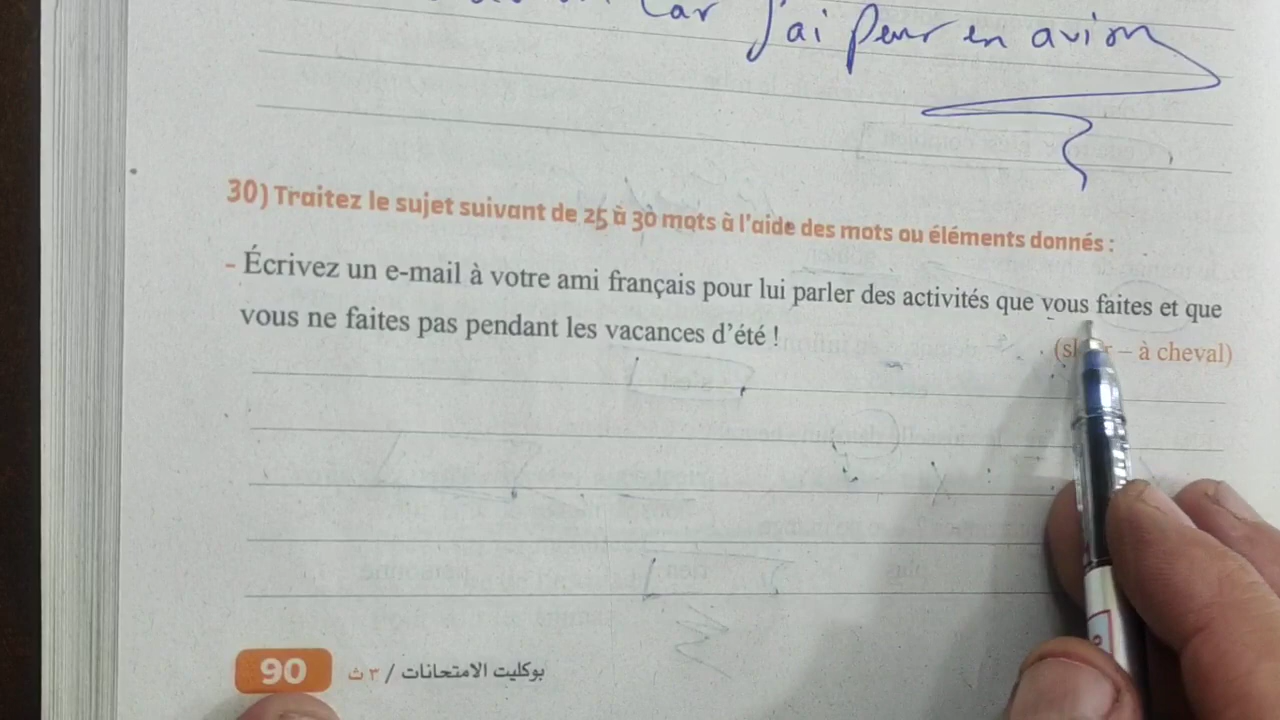 car j'ai peur en avion
30) Traitez le sujet suivant de 25 à 30 mots à l'aide des mots ou éléments donnés :
- Écrivez un e-mail à votre ami français pour lui parler des activités que vous faites et que
vous ne faites pas pendant les vacances d'été !
– à cheval)
90 بوكليت الامتحانات / ٣ ث